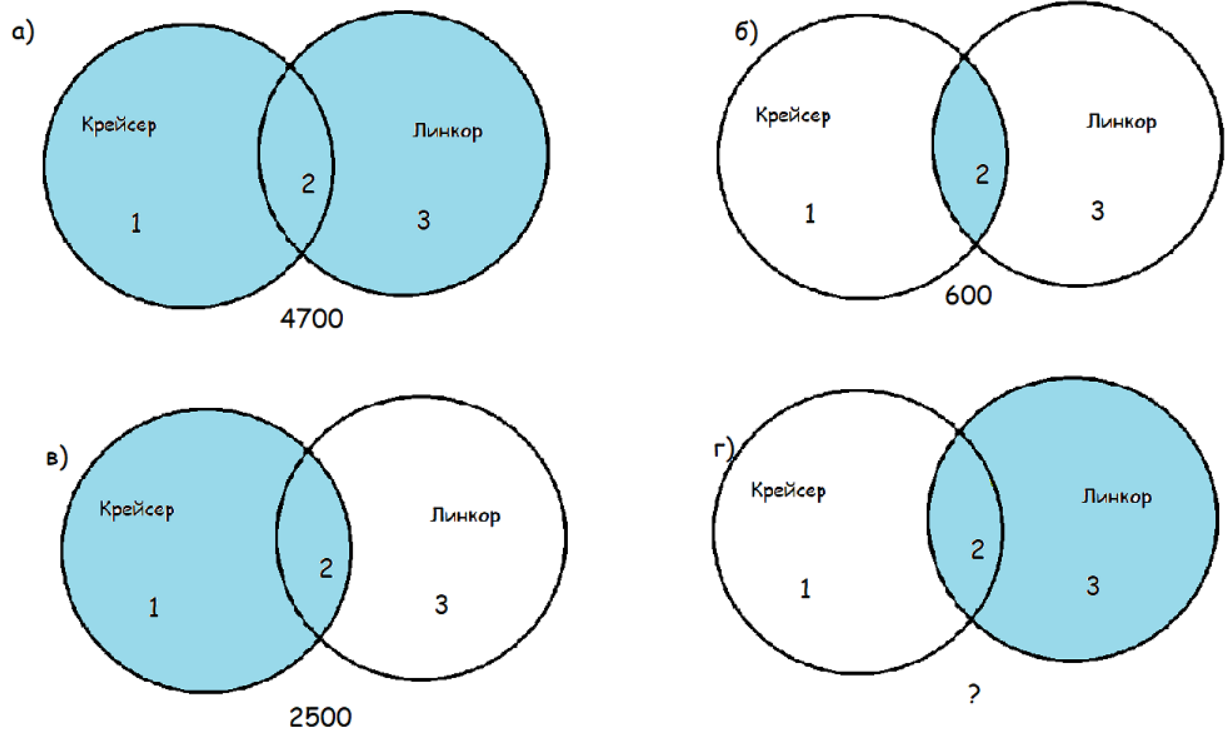 а)
Крейсер
Линкор
1
2
3
4700
б)
Крейсер
Линкор
1
2
3
600
в)
Крейсер
Линкор
1
2
3
2500
г)
Крейсер
Линкор
1
2
3
?